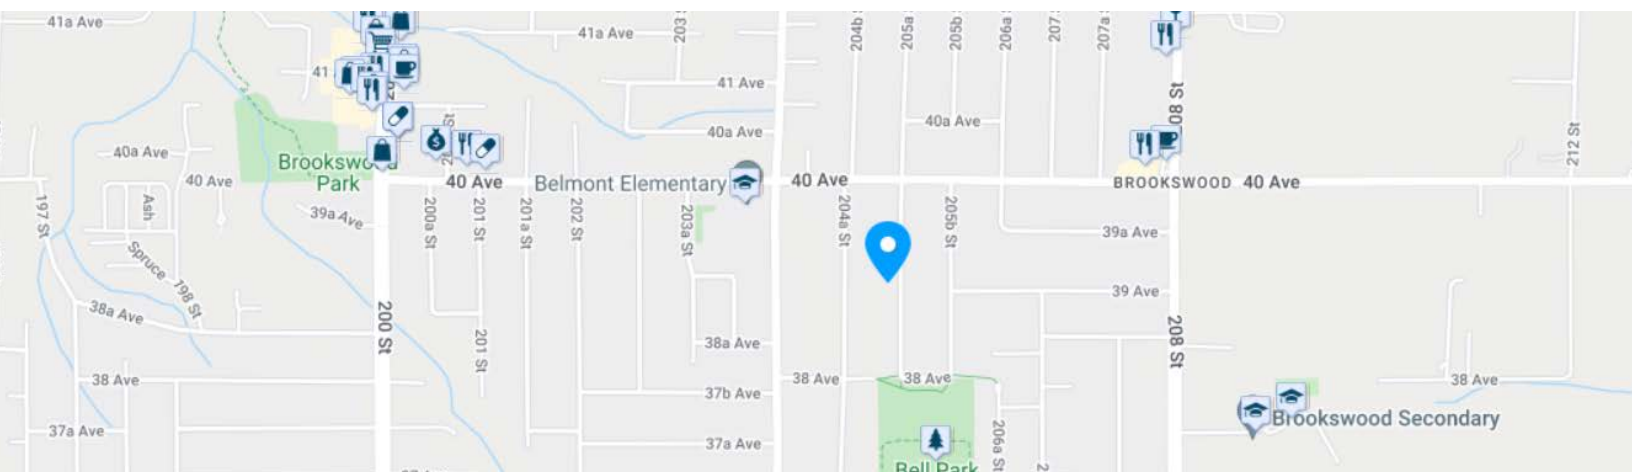 41a Ave
41a Ave
203
204b St
205a
205b
206a
207
207a
41
41 Ave
40a Ave
40a Ave
08 St
212 St
40a Ave
Brookswood
Park
40 Ave
40 Ave
Belmont Elementary
40 Ave
BROOKSWOOD
40 Ave
197 St
Ash
39a Ave
200a St
201 St
201a St
202 St
203a St
204a St
205b St
39a Ave
Spruce
198 St
39 Ave
38a Ave
200 St
201 St
38a Ave
208 St
38 Ave
37b Ave
38 Ave
38 Ave
38 Ave
37a Ave
37a Ave
206a St
2
Brookswood Secondary
Bell Park